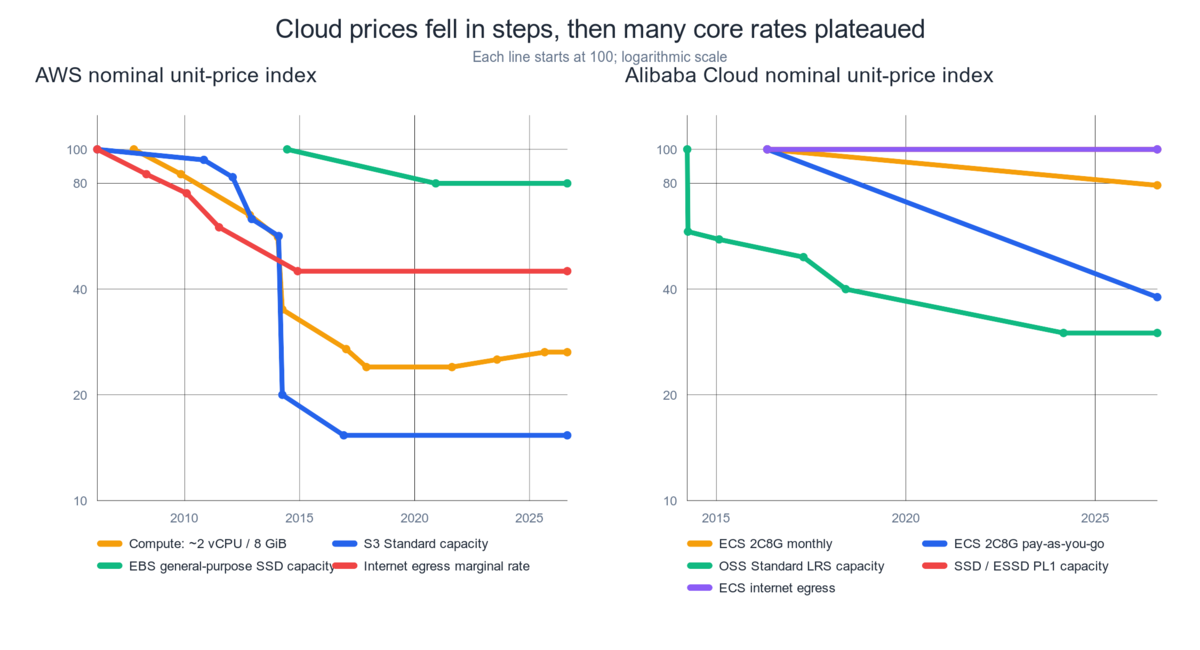 Cloud prices fell in steps, then many core rates plateaued
Each line starts at 100; logarithmic scale
AWS nominal unit-price index
100
80
40
20
10
2010
2015
2020
2025
Compute: ~2 vCPU / 8 GiB
S3 Standard capacity
EBS general-purpose SSD capacity
Internet egress marginal rate
Alibaba Cloud nominal unit-price index
100
80
40
20
10
2015
2020
2025
ECS 2C8G monthly
ECS 2C8G pay-as-you-go
OSS Standard LRS capacity
SSD / ESSD PL1 capacity
ECS internet egress